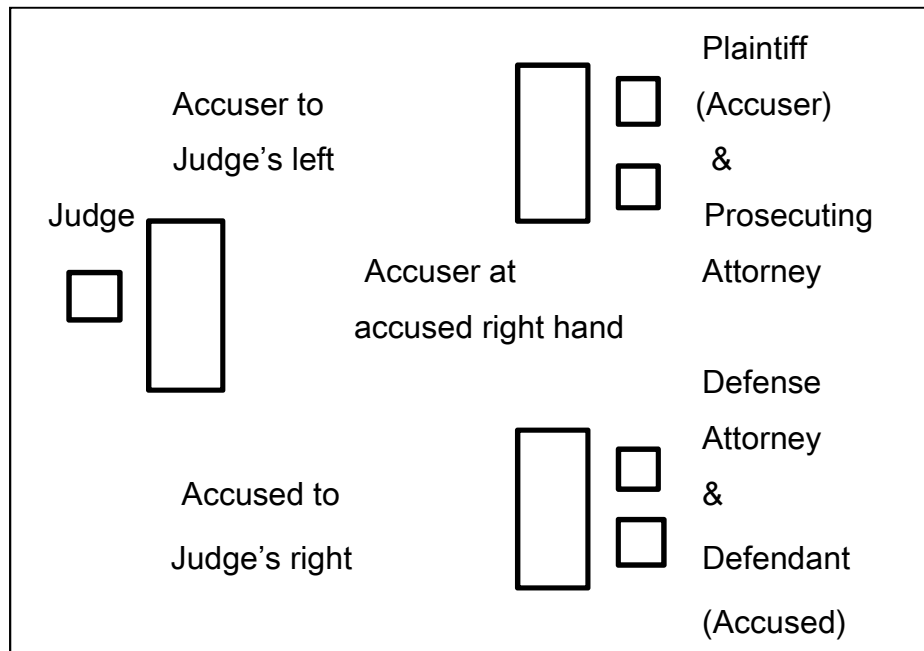 Judge
Accuser to
Judge’s left
Accuser at
accused right hand
Accused to
Judge’s right
Plaintiff
(Accuser)
&
Prosecuting
Attorney
Defense
Attorney
&
Defendant
(Accused)